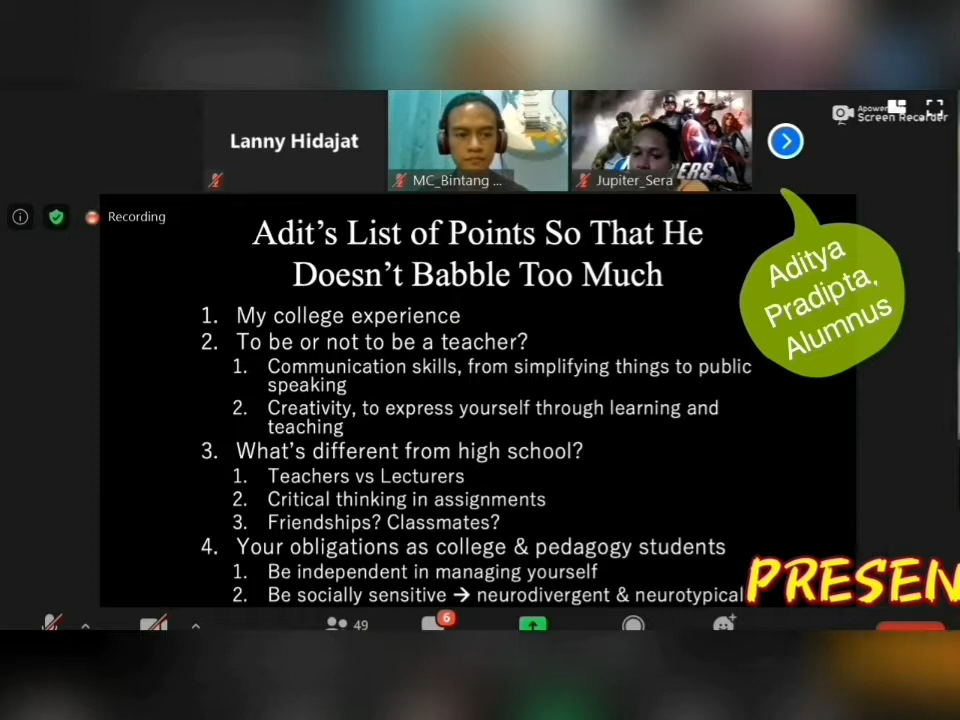 Lanny Hidajat
MC_Bintang ...
Jupiter_Sera
Screen Recorder
Recording
Adit's List of Points So That He
Doesn't Babble Too Much
Aditya
Pradipta,
Alumnus
1. My college experience
2. To be or not to be a teacher?
1. Communication skills, from simplifying things to public
speaking
2. Creativity, to express yourself through learning and
teaching
3. What's different from high school?
1. Teachers vs Lecturers
2. Critical thinking in assignments
3. Friendships? Classmates?
4. Your obligations as college & pedagogy students
1. Be independent in managing yourself
2. Be socially sensitive → neurodivergent & neurotypical
PRESEN
49
6